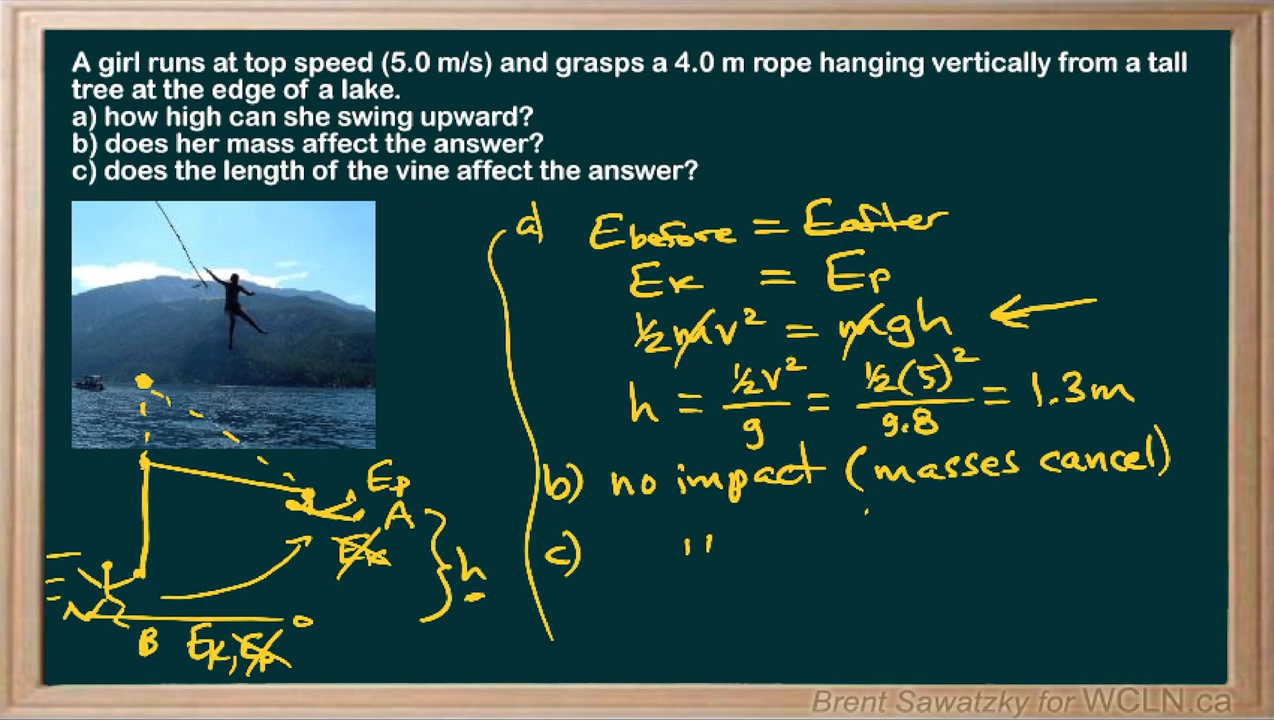 A girl runs at top speed (5.0 m/s) and grasps a 4.0 m rope hanging vertically from a tall
tree at the edge of a lake.
a) how high can she swing upward?
b) does her mass affect the answer?
c) does the length of the vine affect the answer?
a) Ebefore = Eafter
Ek = Ep
½mv² = mgh
h = ½v²/g = ½(5)²/9.8 = 1.3m
b) no impact (masses cancel)
c) "
Ep
A
Ek
h
B Ek, Ep
Brent Sawatzky for WCLN.ca